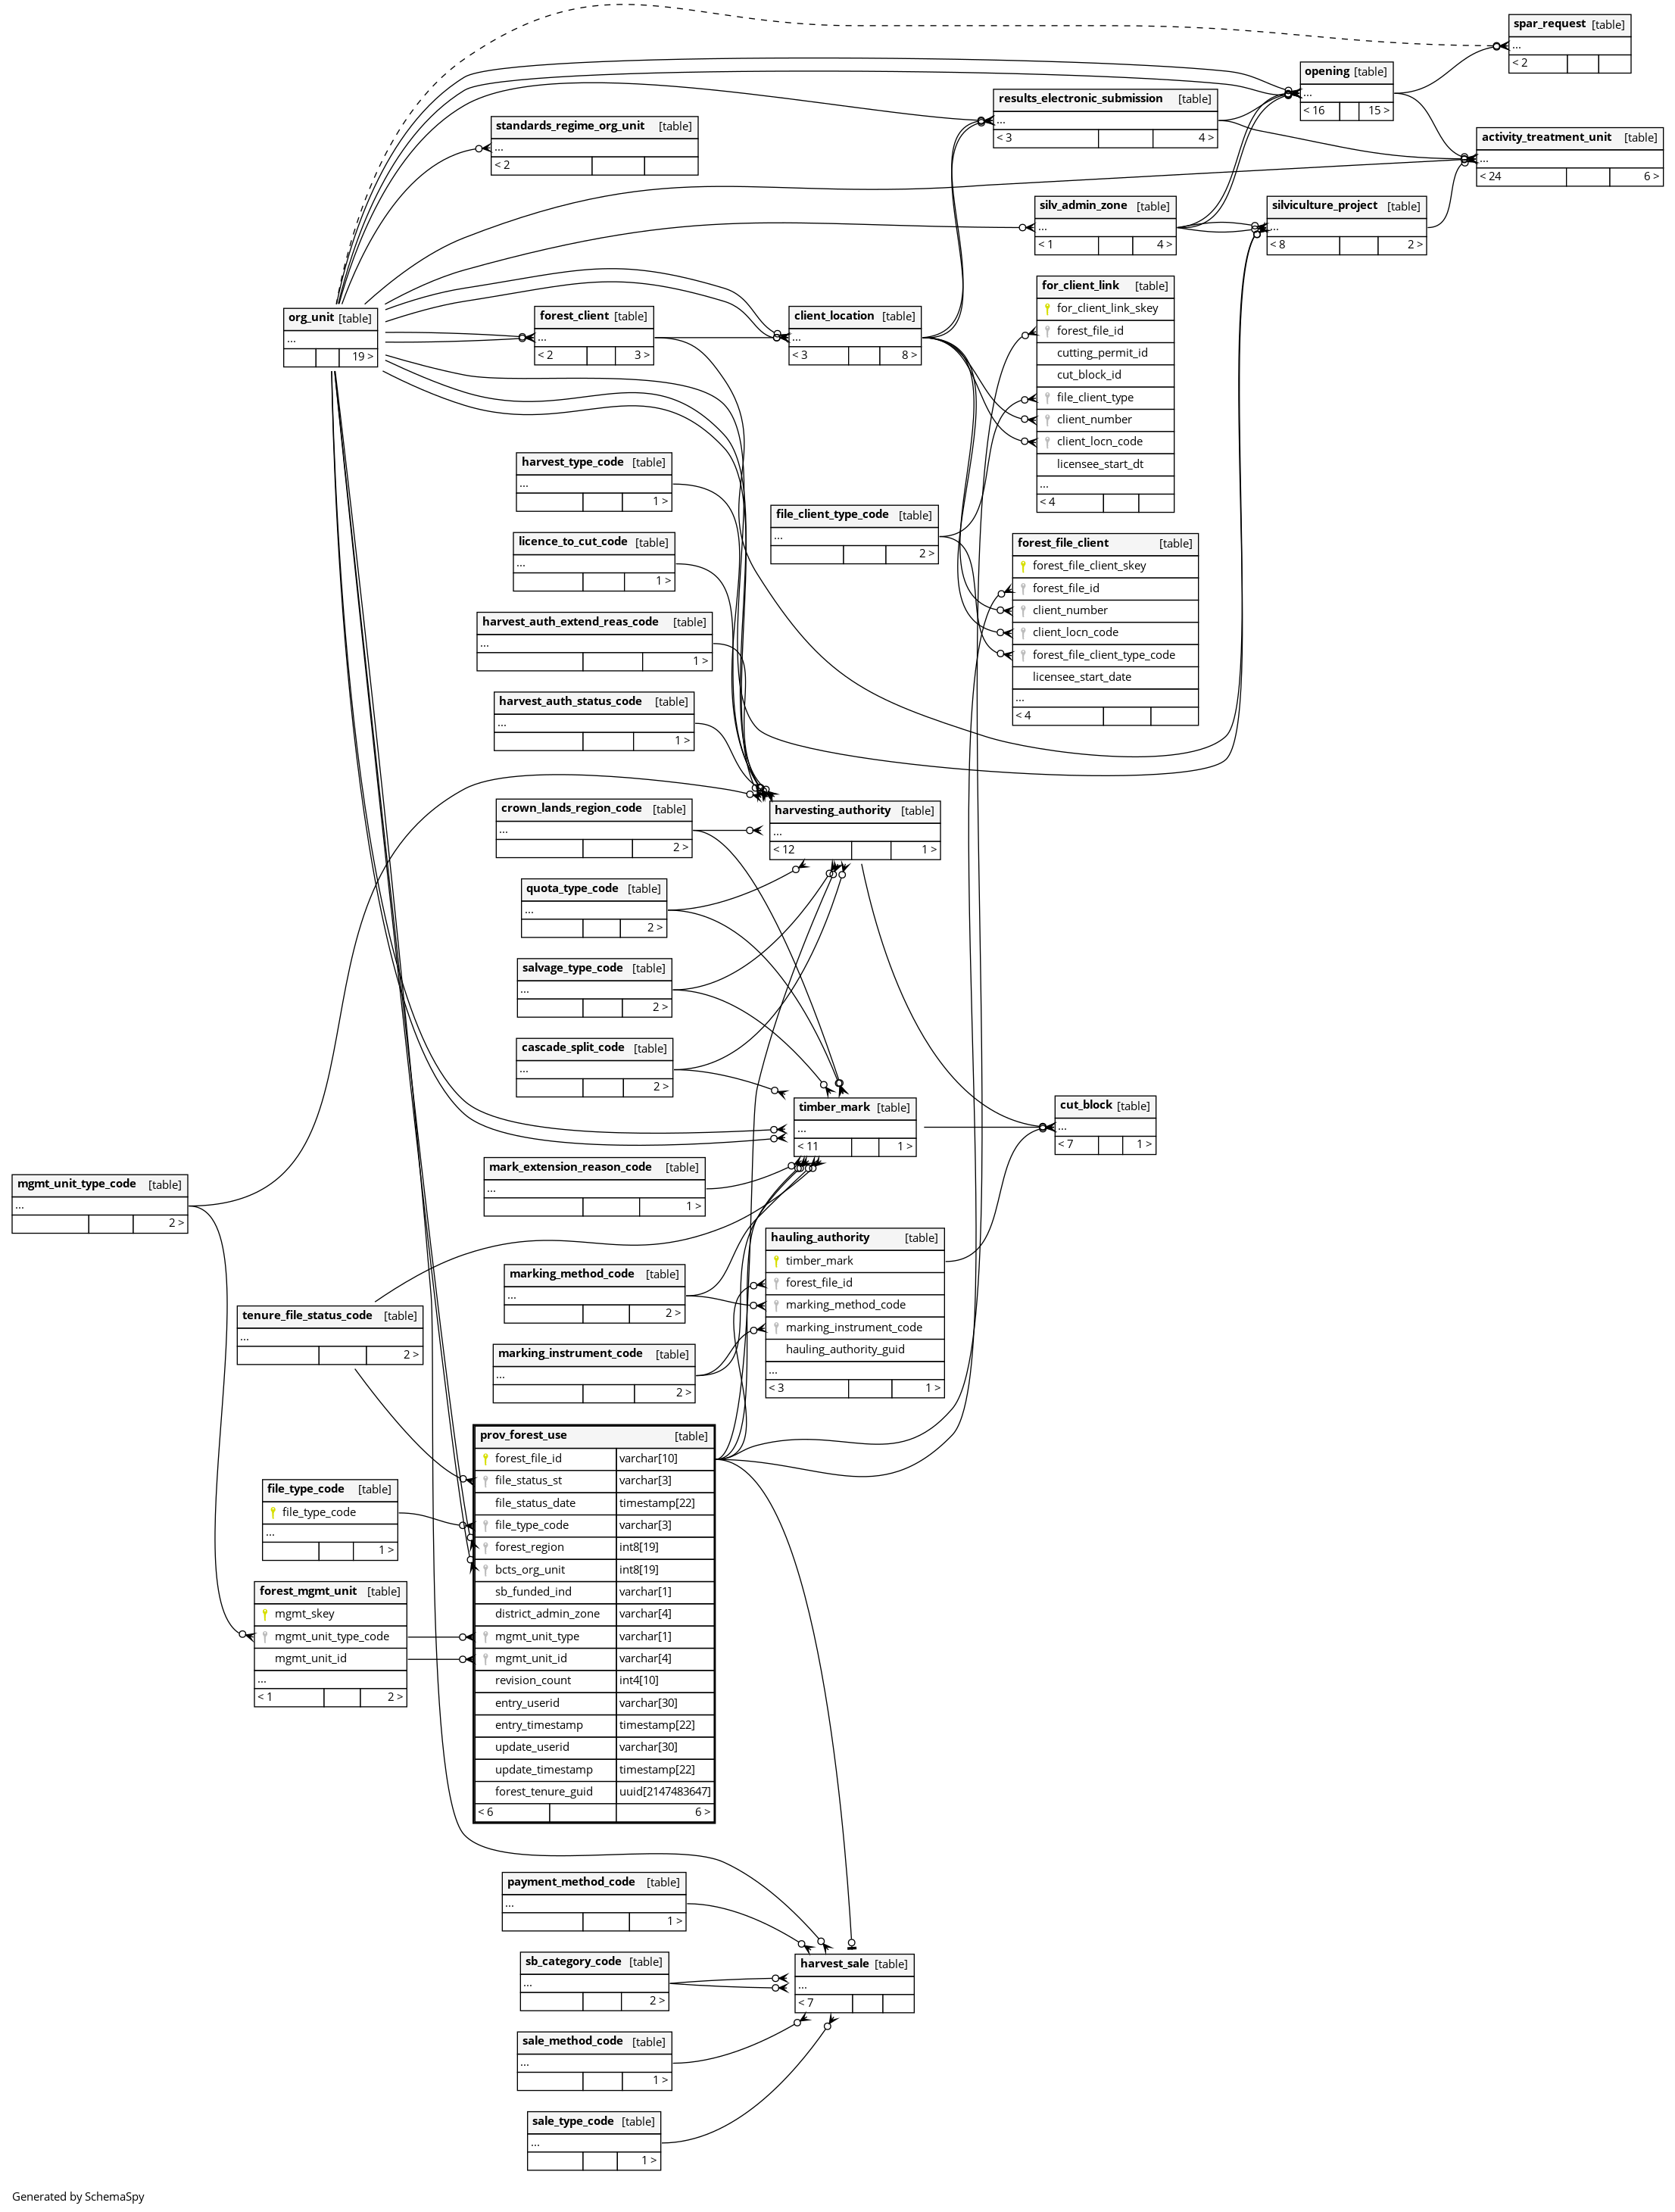 spar_request [table]
...
< 2
opening [table]
...
< 16 15 >
results_electronic_submission [table]
...
< 3 4 >
standards_regime_org_unit [table]
...
< 2
activity_treatment_unit [table]
...
< 24 6 >
silv_admin_zone [table]
...
< 1 4 >
silviculture_project [table]
...
< 8 2 >
for_client_link [table]
for_client_link_skey
forest_file_id
cutting_permit_id
cut_block_id
file_client_type
client_number
client_locn_code
licensee_start_dt
...
< 4
org_unit [table]
...
19 >
forest_client [table]
...
< 2 3 >
client_location [table]
...
< 3 8 >
harvest_type_code [table]
...
1 >
file_client_type_code [table]
...
2 >
licence_to_cut_code [table]
...
1 >
forest_file_client [table]
forest_file_client_skey
forest_file_id
client_number
client_locn_code
forest_file_client_type_code
licensee_start_date
...
< 4
harvest_auth_extend_reas_code [table]
...
1 >
harvest_auth_status_code [table]
...
1 >
crown_lands_region_code [table]
...
2 >
harvesting_authority [table]
...
< 12 1 >
quota_type_code [table]
...
2 >
salvage_type_code [table]
...
2 >
cascade_split_code [table]
...
2 >
timber_mark [table]
...
< 11 1 >
cut_block [table]
...
< 7 1 >
mark_extension_reason_code [table]
...
1 >
mgmt_unit_type_code [table]
...
2 >
hauling_authority [table]
timber_mark
forest_file_id
marking_method_code
marking_instrument_code
hauling_authority_guid
...
< 3 1 >
marking_method_code [table]
...
2 >
tenure_file_status_code [table]
...
2 >
marking_instrument_code [table]
...
2 >
prov_forest_use [table]
forest_file_id varchar[10]
file_status_st varchar[3]
file_status_date timestamp[22]
file_type_code varchar[3]
forest_region int8[19]
bcts_org_unit int8[19]
sb_funded_ind varchar[1]
district_admin_zone varchar[4]
mgmt_unit_type varchar[1]
mgmt_unit_id varchar[4]
revision_count int4[10]
entry_userid varchar[30]
entry_timestamp timestamp[22]
update_userid varchar[30]
update_timestamp timestamp[22]
forest_tenure_guid uuid[2147483647]
< 6 6 >
file_type_code [table]
file_type_code
...
1 >
forest_mgmt_unit [table]
mgmt_skey
mgmt_unit_type_code
mgmt_unit_id
...
< 1 2 >
payment_method_code [table]
...
1 >
sb_category_code [table]
...
2 >
harvest_sale [table]
...
< 7
sale_method_code [table]
...
1 >
sale_type_code [table]
...
1 >
Generated by SchemaSpy